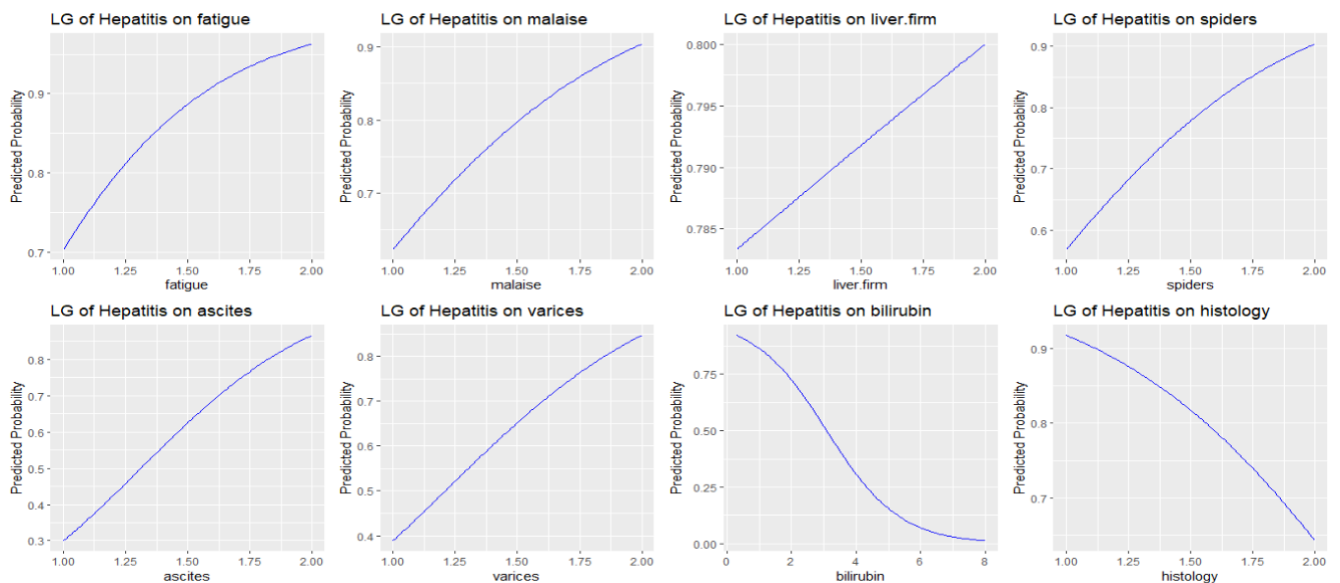 LG of Hepatitis on fatigue
Predicted Probability
0.9
0.8
0.7
1.00 1.25 1.50 1.75 2.00
fatigue
LG of Hepatitis on malaise
Predicted Probability
0.9
0.8
0.7
1.00 1.25 1.50 1.75 2.00
malaise
LG of Hepatitis on liver.firm
Predicted Probability
0.800
0.795
0.790
0.785
1.00 1.25 1.50 1.75 2.00
liver.firm
LG of Hepatitis on spiders
Predicted Probability
0.9
0.8
0.7
0.6
1.00 1.25 1.50 1.75 2.00
spiders
LG of Hepatitis on ascites
Predicted Probability
0.8
0.7
0.6
0.5
0.4
0.3
1.00 1.25 1.50 1.75 2.00
ascites
LG of Hepatitis on varices
Predicted Probability
0.8
0.7
0.6
0.5
0.4
1.00 1.25 1.50 1.75 2.00
varices
LG of Hepatitis on bilirubin
Predicted Probability
0.75
0.50
0.25
0.00
0 2 4 6 8
bilirubin
LG of Hepatitis on histology
Predicted Probability
0.9
0.8
0.7
1.00 1.25 1.50 1.75 2.00
histology